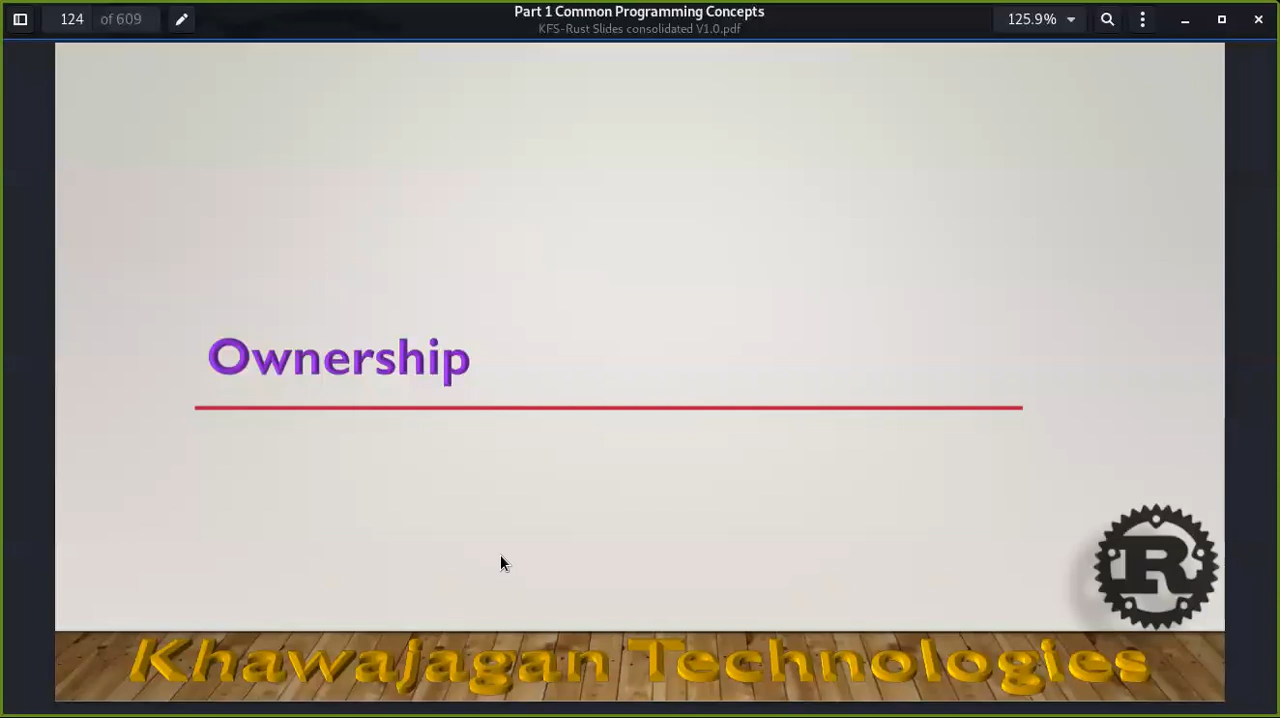 124 of 609
Part 1 Common Programming Concepts
KFS-Rust Slides consolidated V1.0.pdf
125.9%
Ownership
R
Khawajagan Technologies